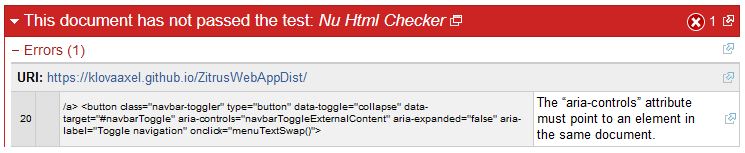 This document has not passed the test: Nu Html Checker 1
− Errors (1)
URI: https://klovaaxel.github.io/ZitrusWebAppDist/
20
/a> <button class="navbar-toggler" type="button" data-toggle="collapse" data-
target="#navbarToggle" aria-controls="navbarToggleExternalContent" aria-expanded="false" aria-
label="Toggle navigation" onclick="menuTextSwap()">
The “aria-controls” attribute
must point to an element in
the same document.